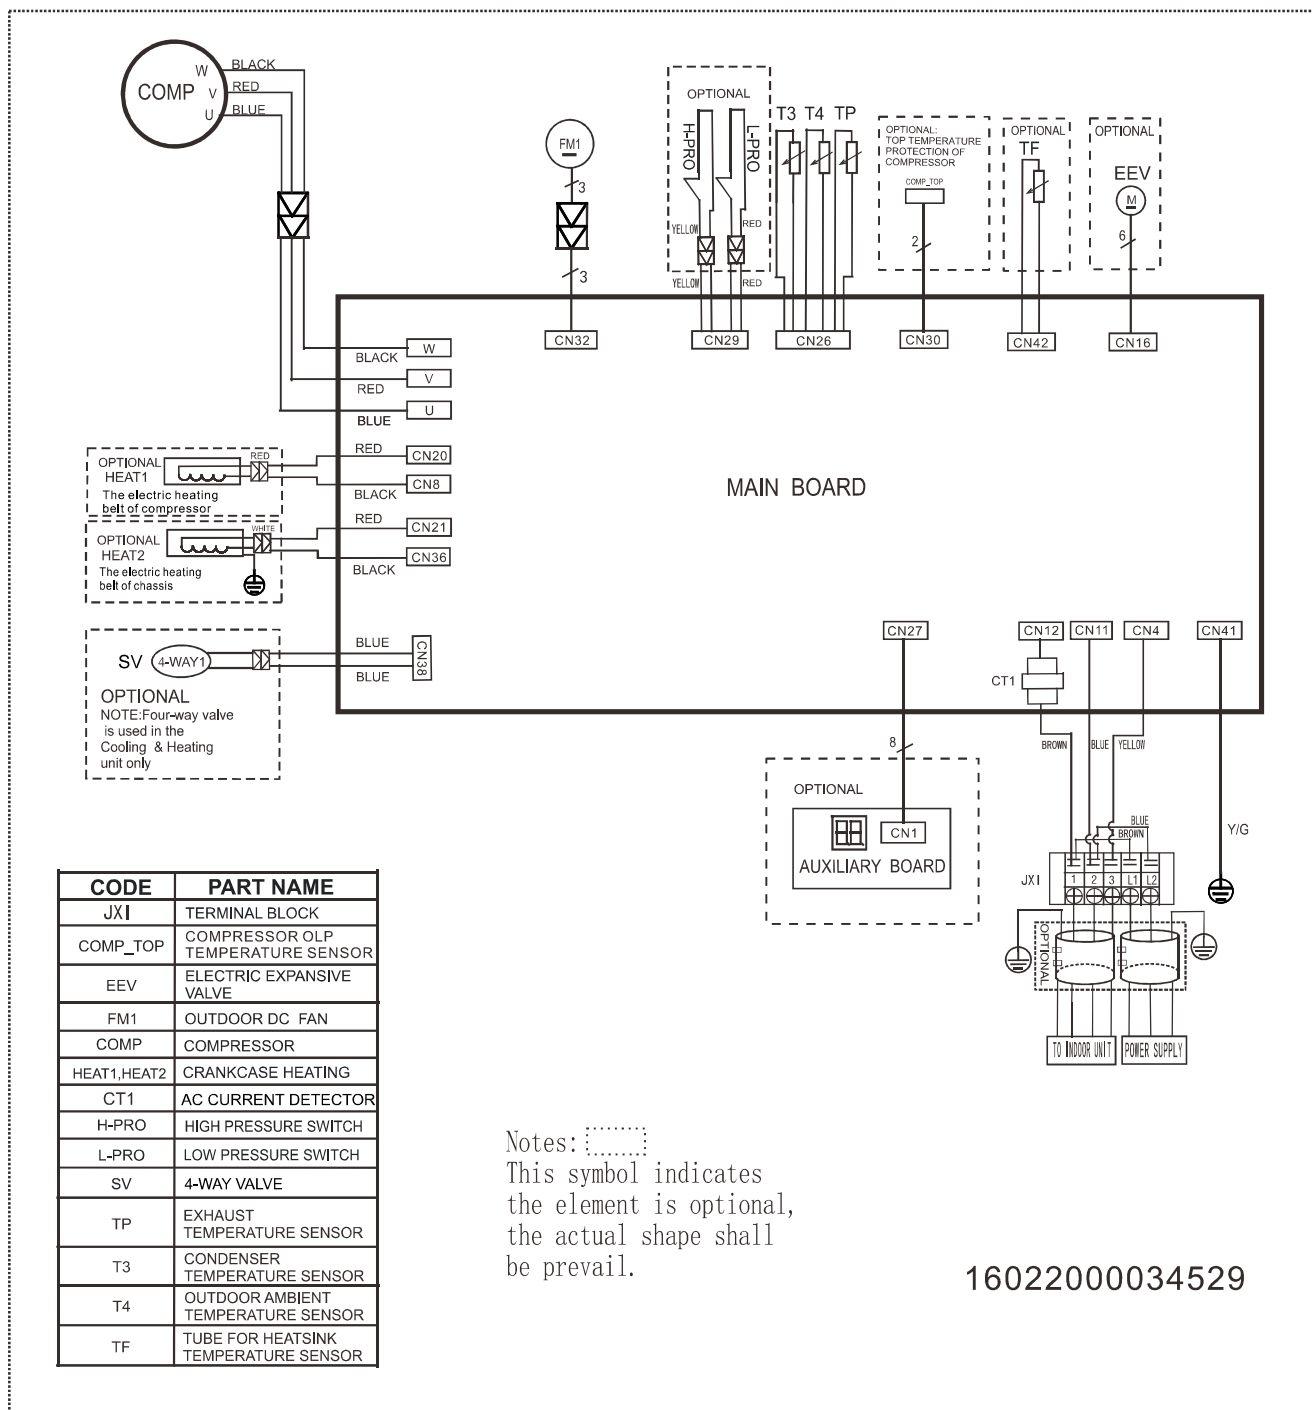 COMP
W
V
U
BLACK
RED
BLUE
FM1
3
3
OPTIONAL
H-PRO
L-PRO
YELLOW
RED
YELLOW
RED
T3 T4 TP
OPTIONAL:
TOP TEMPERATURE
PROTECTION OF
COMPRESSOR
COMP_TOP
2
OPTIONAL
TF
OPTIONAL
EEV
M
6
CN32
CN29
CN26
CN30
CN42
CN16
BLACK
W
RED
V
BLUE
U
MAIN BOARD
OPTIONAL
HEAT1
The electric heating
belt of compressor
RED
RED
CN20
BLACK
CN8
OPTIONAL
HEAT2
The electric heating
belt of chassis
WHITE
RED
CN21
BLACK
CN36
SV
4-WAY1
OPTIONAL
NOTE:Four-way valve
is used in the
Cooling & Heating
unit only
BLUE
BLUE
CN38
CN27
CN12
CN11
CN4
CN41
CT1
8
BROWN
BLUE
YELLOW
Y/G
OPTIONAL
CN1
AUXILIARY BOARD
BLUE
BROWN
JX1
1 2 3 L1 L2
OPTIONAL
TO INDOOR UNIT
POWER SUPPLY
CODE PART NAME
JX1 TERMINAL BLOCK
COMP_TOP COMPRESSOR OLP
TEMPERATURE SENSOR
EEV ELECTRIC EXPANSIVE
VALVE
FM1 OUTDOOR DC FAN
COMP COMPRESSOR
HEAT1,HEAT2 CRANKCASE HEATING
CT1 AC CURRENT DETECTOR
H-PRO HIGH PRESSURE SWITCH
L-PRO LOW PRESSURE SWITCH
SV 4-WAY VALVE
TP EXHAUST
TEMPERATURE SENSOR
T3 CONDENSER
TEMPERATURE SENSOR
T4 OUTDOOR AMBIENT
TEMPERATURE SENSOR
TF TUBE FOR HEATSINK
TEMPERATURE SENSOR
Notes:
This symbol indicates
the element is optional,
the actual shape shall
be prevail.
16022000034529